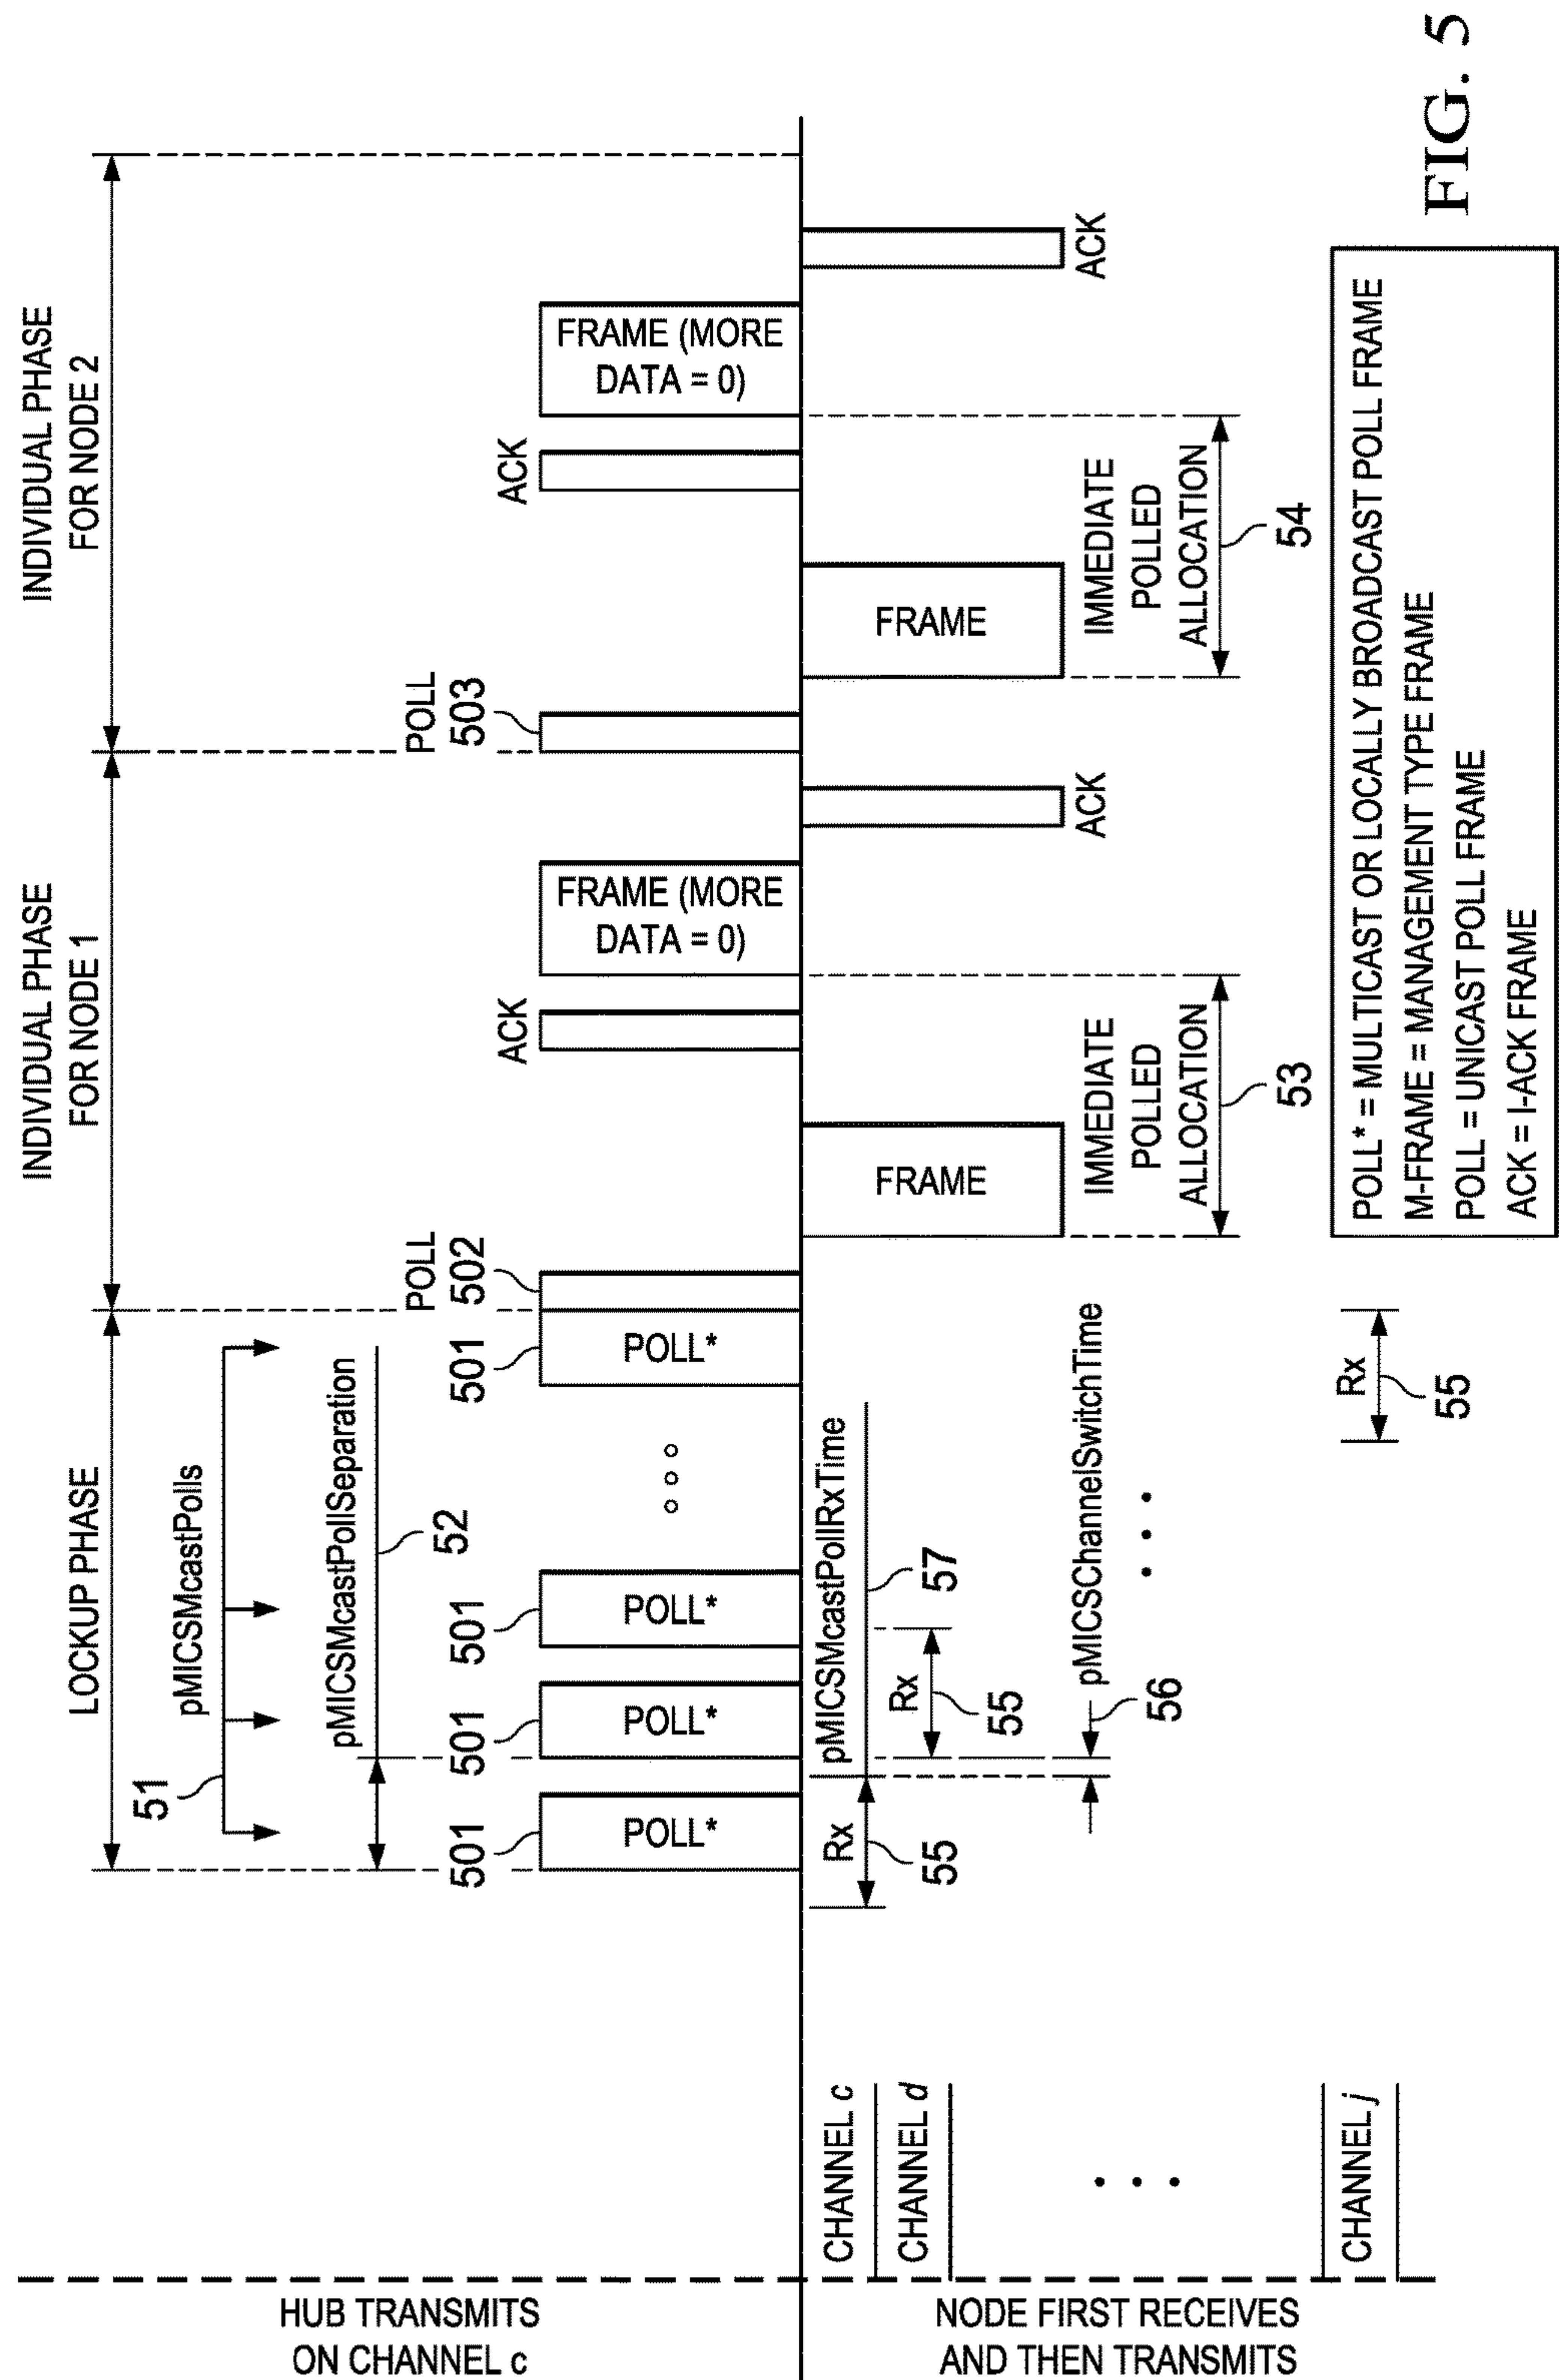 LOCKUP PHASE
INDIVIDUAL PHASE
FOR NODE 1
INDIVIDUAL PHASE
FOR NODE 2
51
pMICSMcastPolls
pMICSMcastPollSeparation
52
HUB TRANSMITS
ON CHANNEL c
501
POLL*
501
POLL*
501
POLL*
501
POLL*
POLL
502
ACK
FRAME (MORE
DATA = 0)
POLL
503
ACK
FRAME (MORE
DATA = 0)
NODE FIRST RECEIVES
AND THEN TRANSMITS
CHANNEL c
CHANNEL d
CHANNEL j
Rx
55
pMICSMcastPollRxTime
57
Rx
55
56
pMICSChannelSwitchTime
Rx
55
FRAME
IMMEDIATE
POLLED
ALLOCATION
53
ACK
FRAME
IMMEDIATE
POLLED
ALLOCATION
54
ACK
POLL* = MULTICAST OR LOCALLY BROADCAST POLL FRAME
M-FRAME = MANAGEMENT TYPE FRAME
POLL = UNICAST POLL FRAME
ACK = I-ACK FRAME
FIG. 5